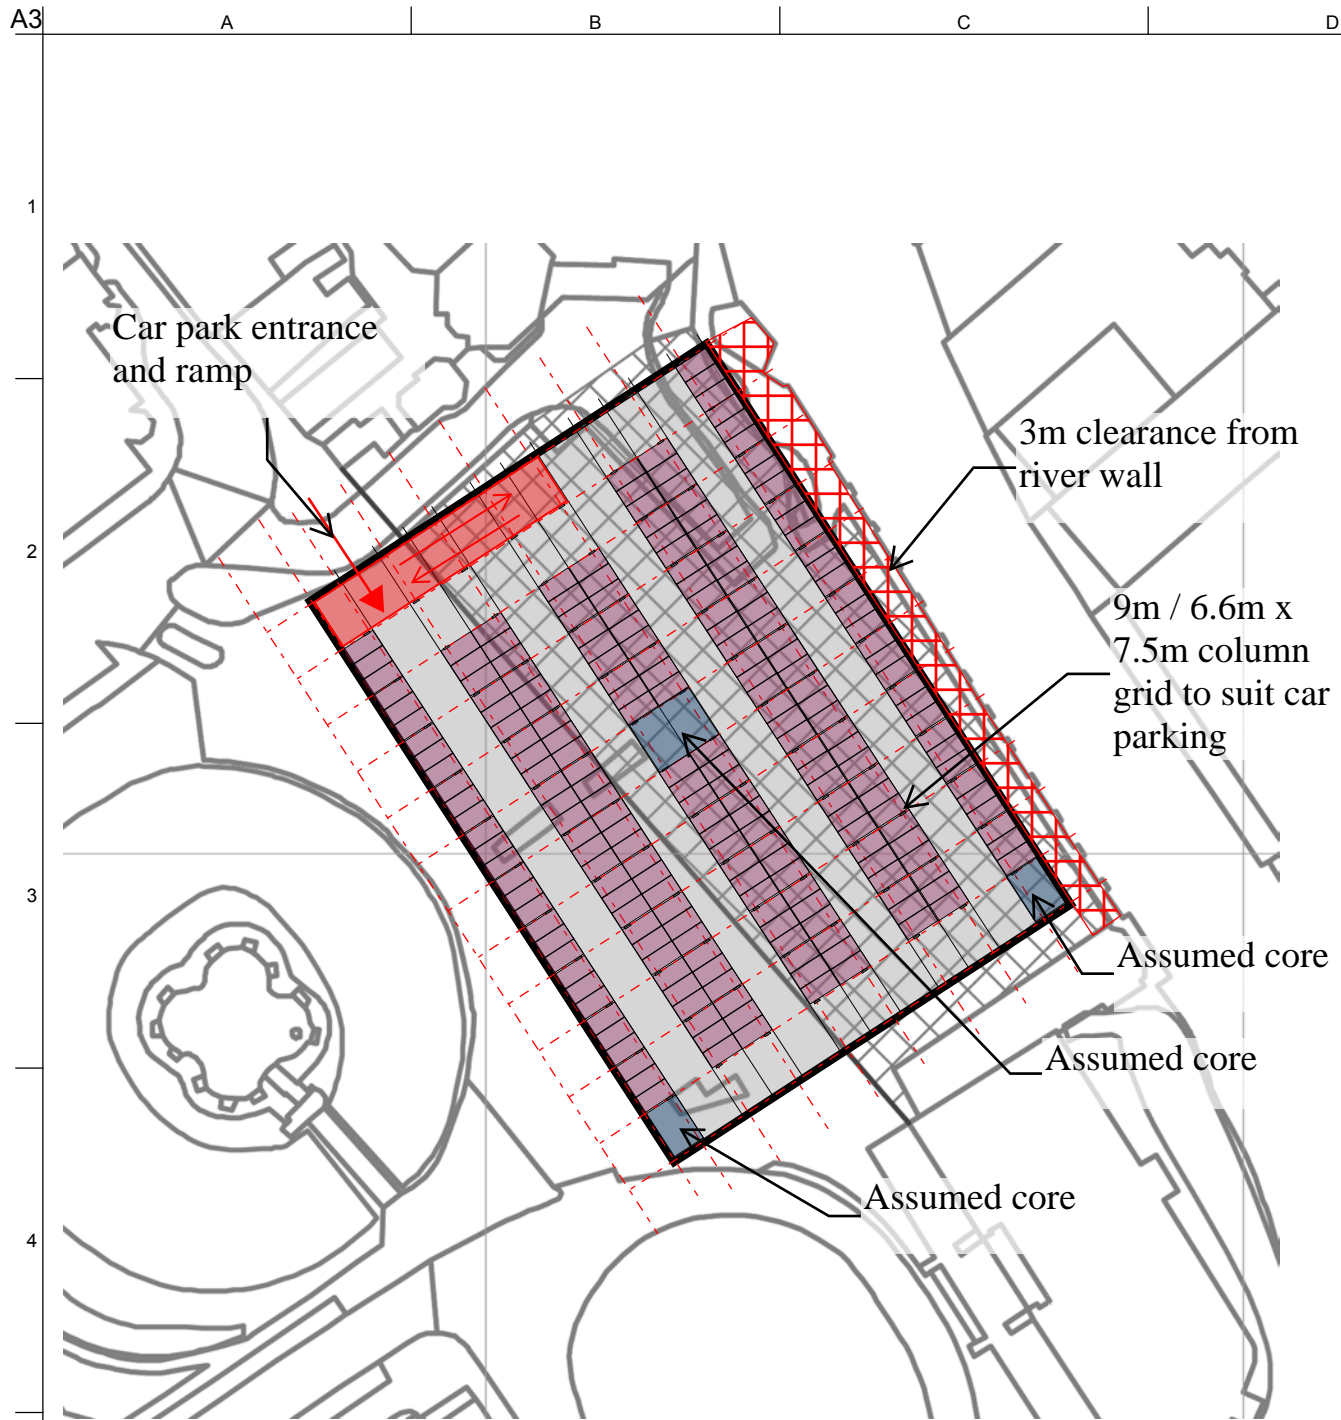 A3
A
B
C
D
1
2
3
4
Car park entrance
and ramp
3m clearance from
river wall
9m / 6.6m x
7.5m column
grid to suit car
parking
Assumed core
Assumed core
Assumed core